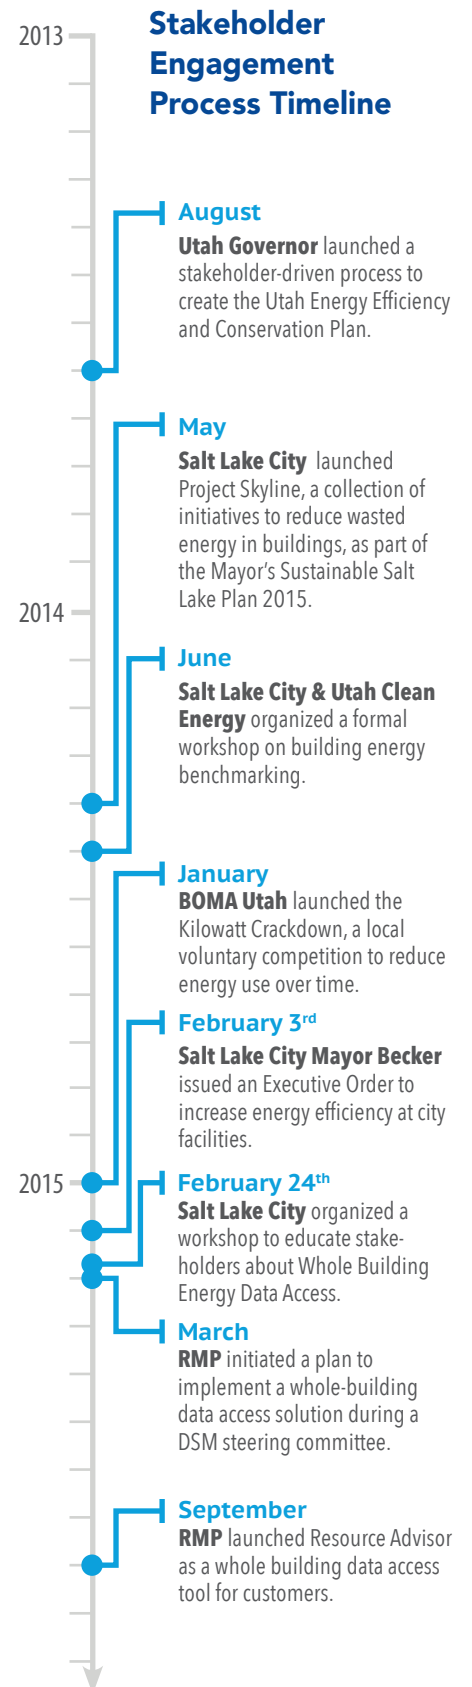 2013
Stakeholder
Engagement
Process Timeline
August
Utah Governor launched a
stakeholder-driven process to
create the Utah Energy Efficiency
and Conservation Plan.
May
Salt Lake City launched
Project Skyline, a collection of
initiatives to reduce wasted
energy in buildings, as part of
the Mayor's Sustainable Salt
Lake Plan 2015.
2014
June
Salt Lake City & Utah Clean
Energy organized a formal
workshop on building energy
benchmarking.
January
BOMA Utah launched the
Kilowatt Crackdown, a local
voluntary competition to reduce
energy use over time.
February 3rd
Salt Lake City Mayor Becker
issued an Executive Order to
increase energy efficiency at city
facilities.
2015
February 24th
Salt Lake City organized a
workshop to educate stake-
holders about Whole Building
Energy Data Access.
March
RMP initiated a plan to
implement a whole-building
data access solution during a
DSM steering committee.
September
RMP launched Resource Advisor
as a whole building data access
tool for customers.